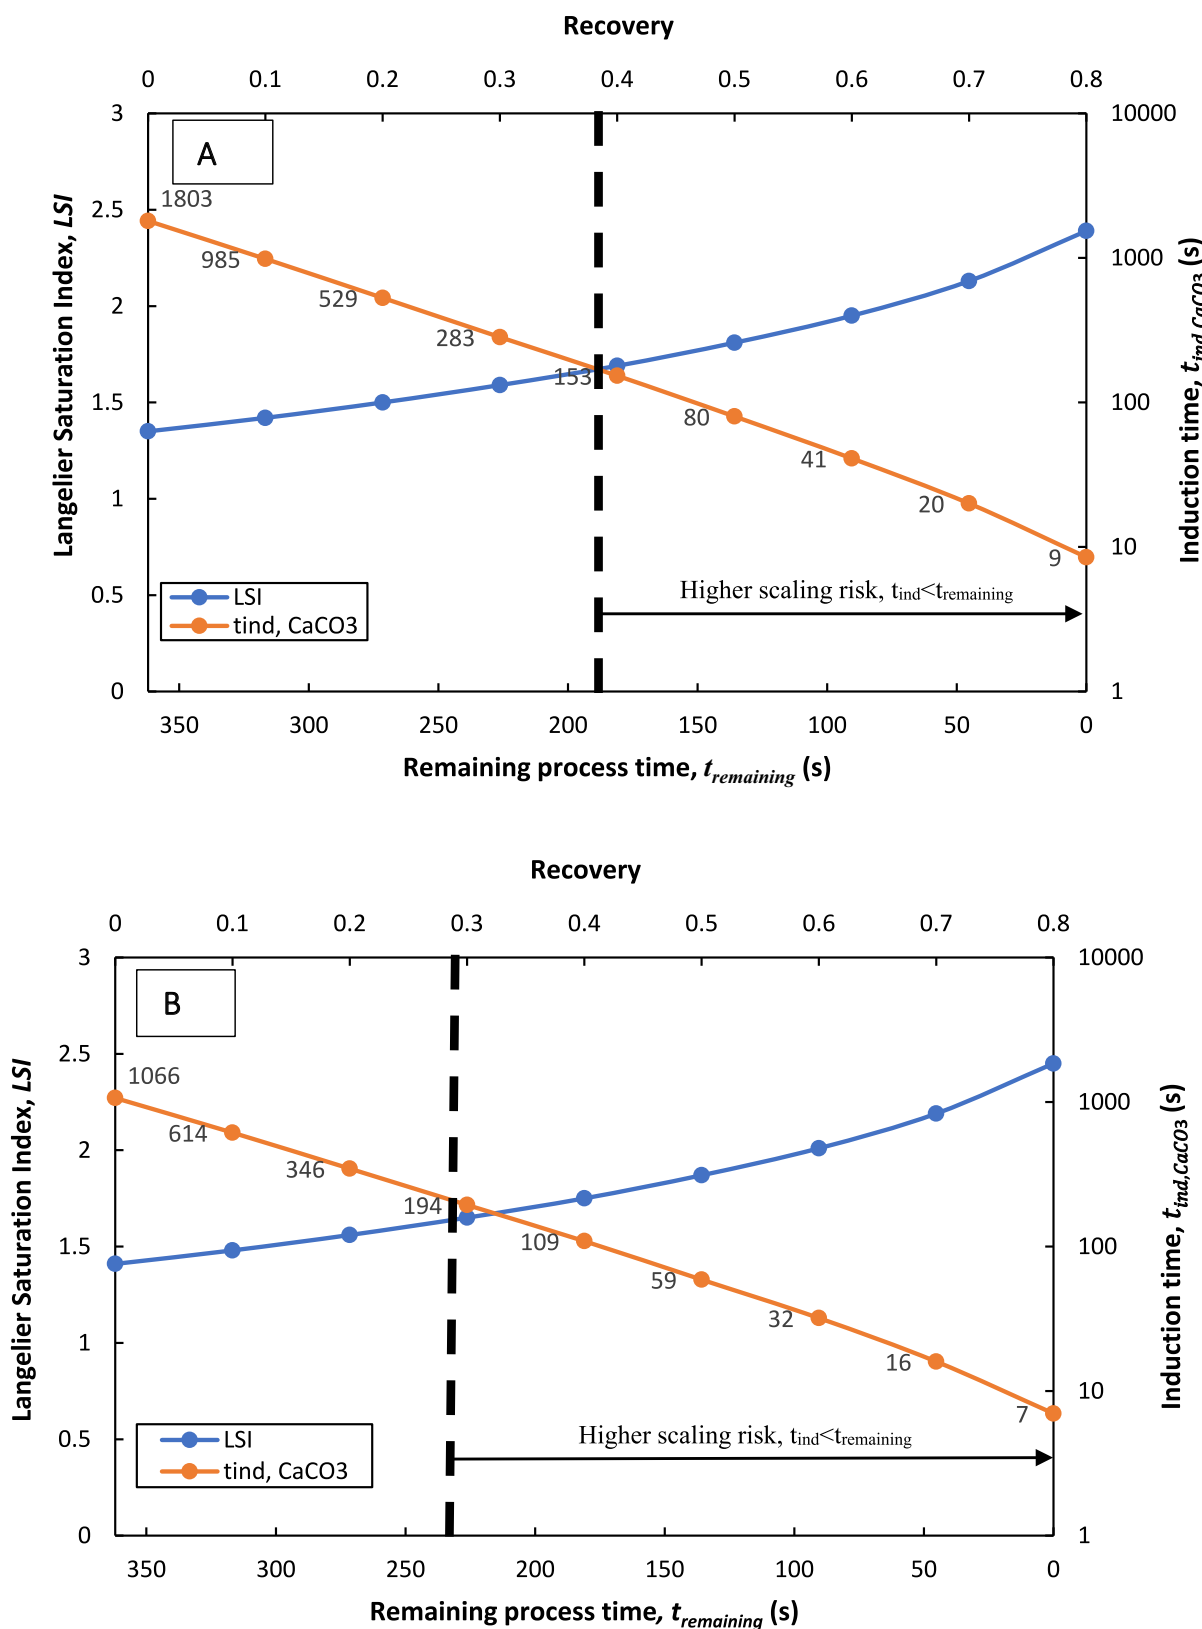 Recovery
0 0.1 0.2 0.3 0.4 0.5 0.6 0.7 0.8
3 10000
A
1803
2.5
985 1000
529
2
283
153
1.5 100
80
41
1 20
9 10
Higher scaling risk, tind<tremaining
LSI
0.5
tind, CaCO3
0 1
Langelier Saturation Index, LSI
Induction time, tind,CaCO3 (s)
350 300 250 200 150 100 50 0
Remaining process time, tremaining (s)
Recovery
0 0.1 0.2 0.3 0.4 0.5 0.6 0.7 0.8
3 10000
B
2.5
1066
1000
614
2
346
194
1.5 100
109
59
1 32
16
10
7
Higher scaling risk, tind<tremaining
LSI
0.5
tind, CaCO3
0 1
Langelier Saturation Index, LSI
Induction time, tind,CaCO3 (s)
350 300 250 200 150 100 50 0
Remaining process time, tremaining (s)